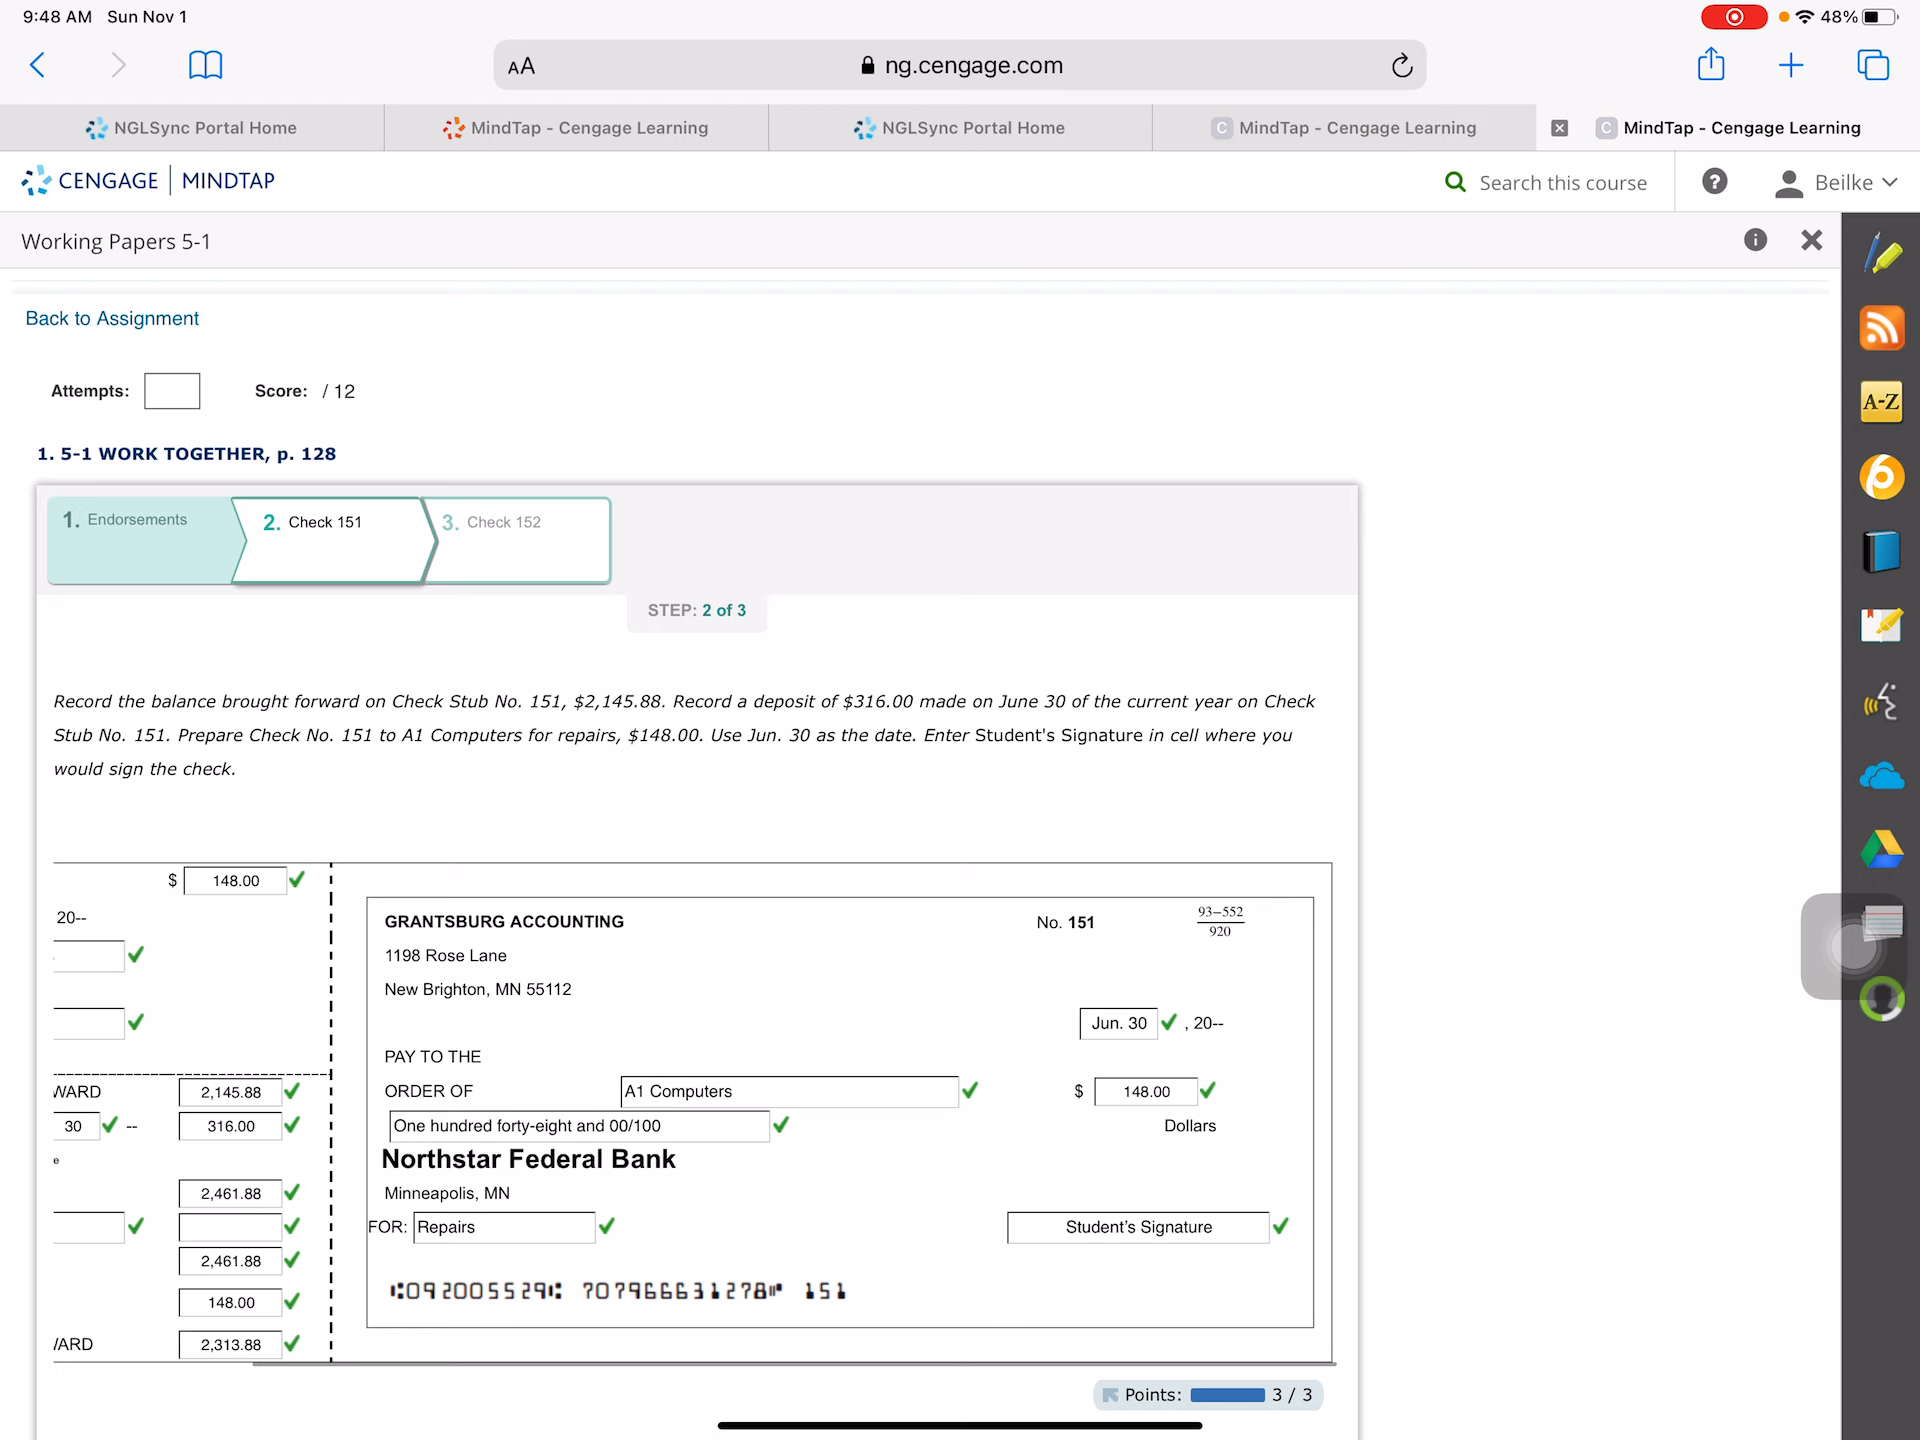 9:48 AM Sun Nov 1
48%
AA ng.cengage.com
NGLSync Portal Home
MindTap - Cengage Learning
NGLSync Portal Home
C MindTap - Cengage Learning
C MindTap - Cengage Learning
CENGAGE MINDTAP
Search this course
?
Beilke
Working Papers 5-1
Back to Assignment
Attempts: Score: / 12
1. 5-1 WORK TOGETHER, p. 128
1. Endorsements
2. Check 151
3. Check 152
STEP: 2 of 3
Record the balance brought forward on Check Stub No. 151, $2,145.88. Record a deposit of $316.00 made on June 30 of the current year on Check
Stub No. 151. Prepare Check No. 151 to A1 Computers for repairs, $148.00. Use Jun. 30 as the date. Enter Student's Signature in cell where you
would sign the check.
$ 148.00
20--
WARD 2,145.88
30 -- 316.00
e
2,461.88
2,461.88
148.00
/ARD 2,313.88
GRANTSBURG ACCOUNTING
No. 151
93–552
920
1198 Rose Lane
New Brighton, MN 55112
Jun. 30 , 20--
PAY TO THE
ORDER OF A1 Computers $ 148.00
One hundred forty-eight and 00/100 Dollars
Northstar Federal Bank
Minneapolis, MN
FOR: Repairs Student’s Signature
⑆092005529⑆ 707966631278⑈ 151
Points: 3 / 3
A-Z